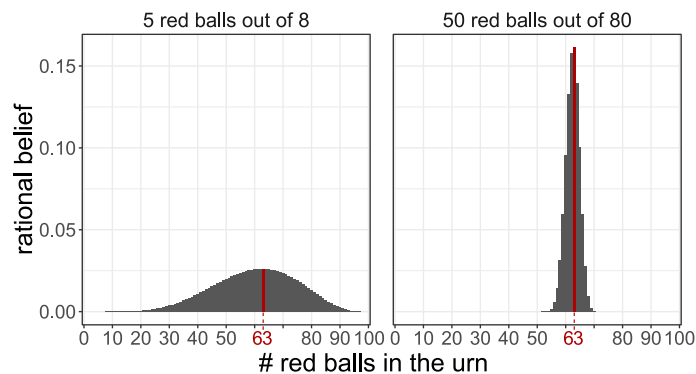 5 red balls out of 8
50 red balls out of 80
rational belief
0.15
0.10
0.05
0.00
0 10 20 30 40 50 63 80 90 100
0 10 20 30 40 50 63 80 90 100
# red balls in the urn